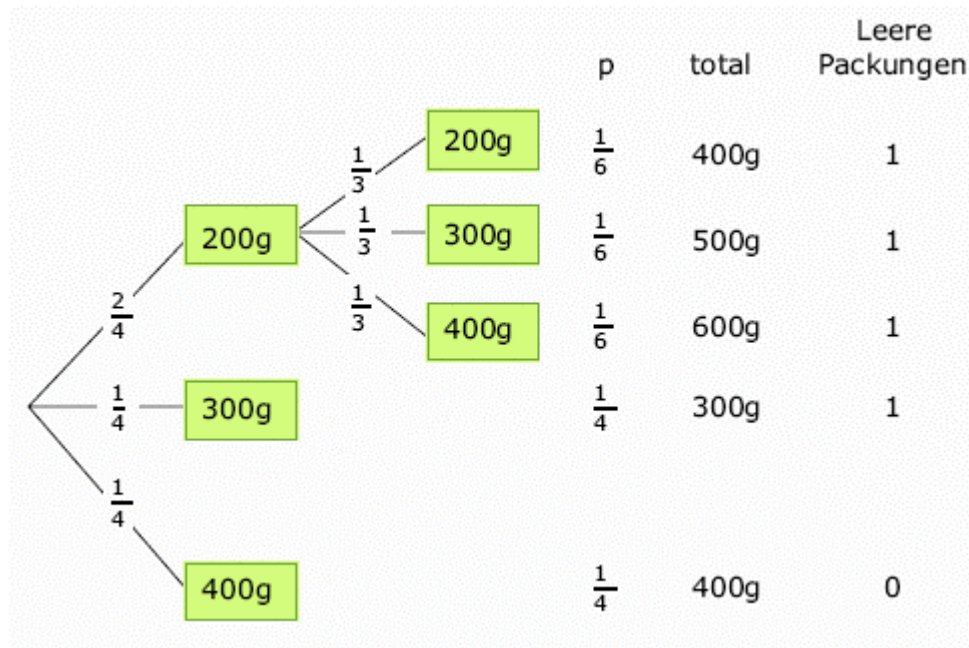 Leere
p total Packungen
1/3 200g 1/6 400g 1
200g 1/3 300g 1/6 500g 1
1/3 400g 1/6 600g 1
2/4
1/4 300g 1/4 300g 1
1/4
400g 1/4 400g 0